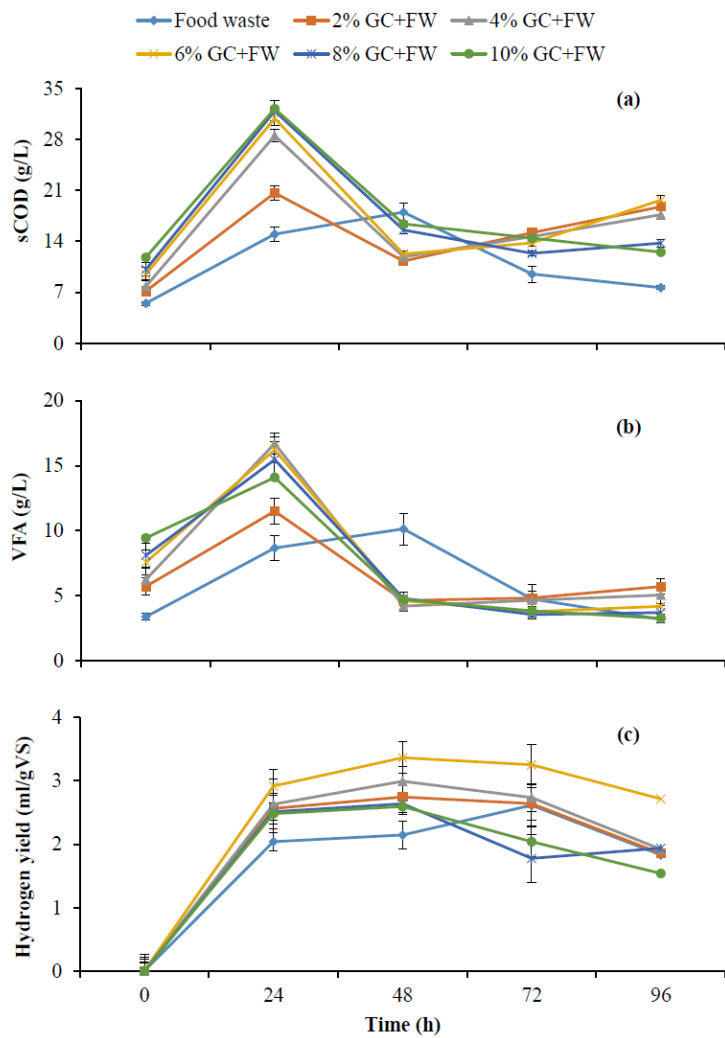 Food waste 2% GC+FW 4% GC+FW
6% GC+FW 8% GC+FW 10% GC+FW
35
28
21
14
7
0
sCOD (g/L)
(a)
20
15
10
5
0
VFA (g/L)
(b)
4
3
2
1
0
Hydrogen yield (ml/gVS)
(c)
0 24 48 72 96
Time (h)